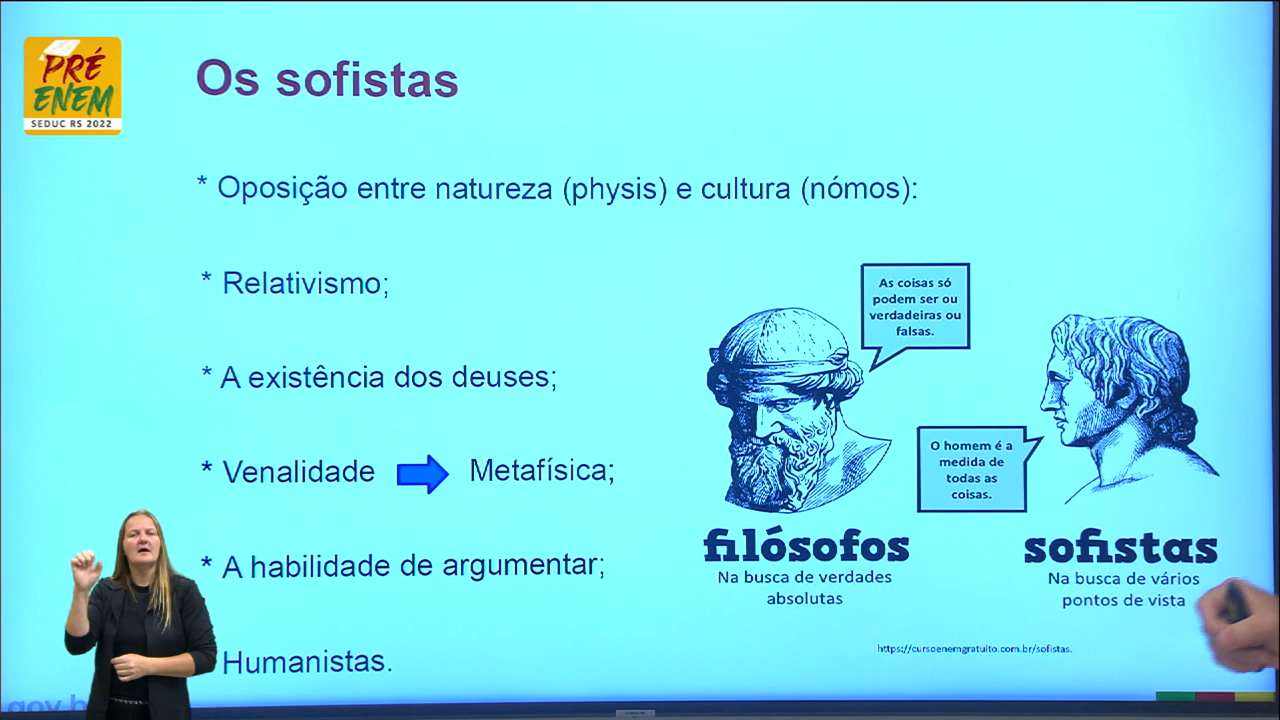 PRÉ
ENEM
SEDUC RS 2022
Os sofistas
* Oposição entre natureza (physis) e cultura (nómos):
* Relativismo;
* A existência dos deuses;
* Venalidade Metafísica;
* A habilidade de argumentar;
Humanistas.
As coisas só
podem ser ou
verdadeiras ou
falsas.
O homem é a
medida de
todas as
coisas.
filósofos
Na busca de verdades
absolutas
sofistas
Na busca de vários
pontos de vista
https://cursoenemgratuito.com.br/sofistas.
gov.b